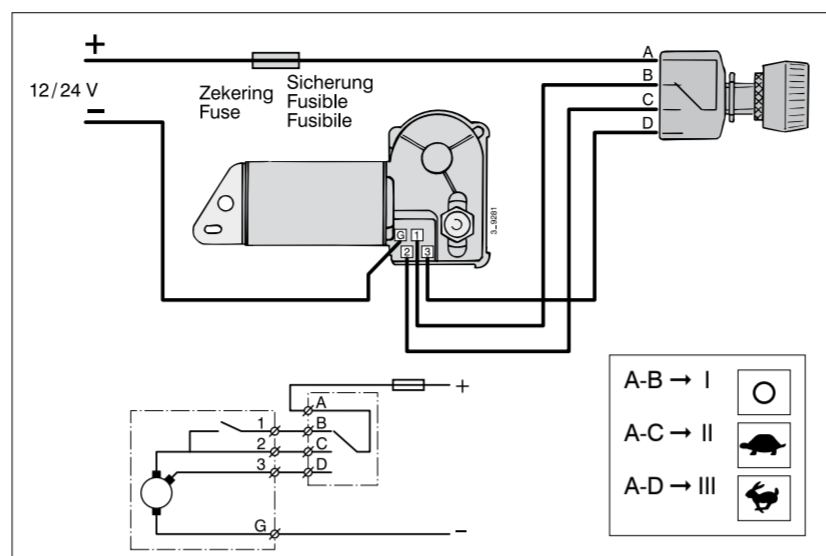 +
12/24 V
−
Zekering
Fuse
Sicherung
Fusible
Fusibile
A
B
C
D
G 1
2 3
3_9281
+
A
1 B
2 C
3 D
G −
A-B → I
A-C → II
A-D → III